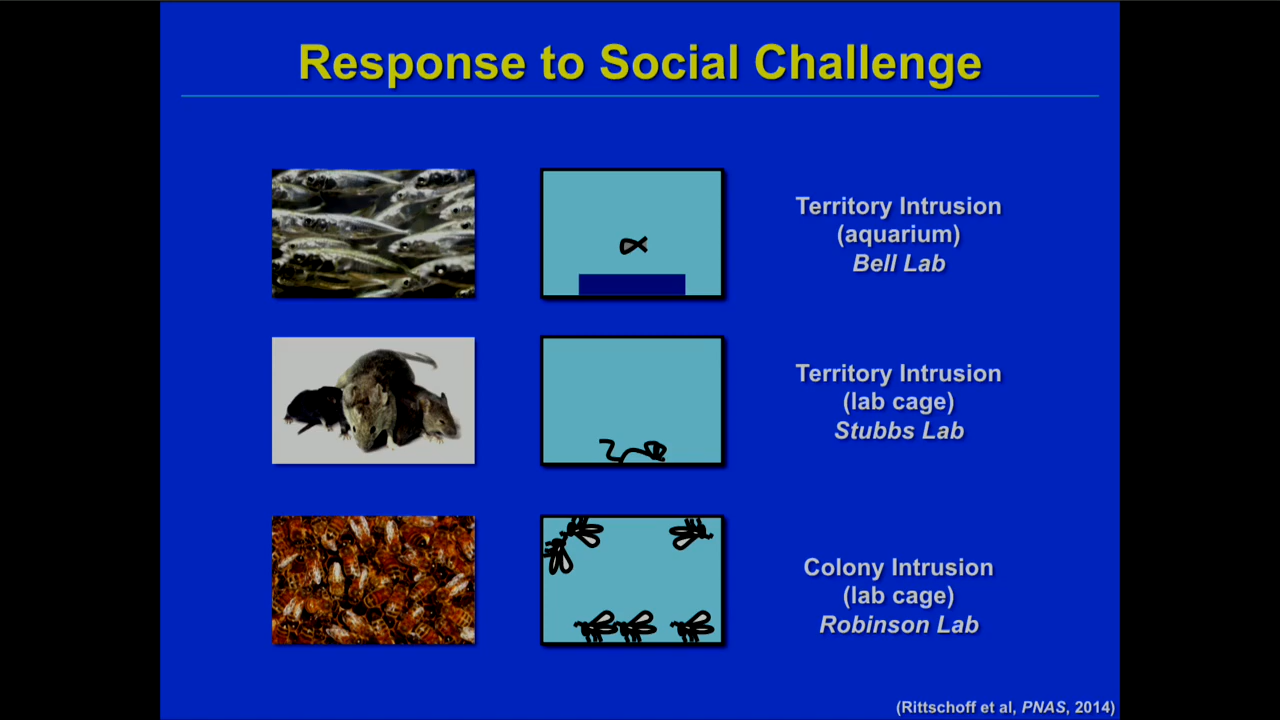 Response to Social Challenge
Territory Intrusion
(aquarium)
Bell Lab
Territory Intrusion
(lab cage)
Stubbs Lab
Colony Intrusion
(lab cage)
Robinson Lab
(Rittschoff et al, PNAS, 2014)